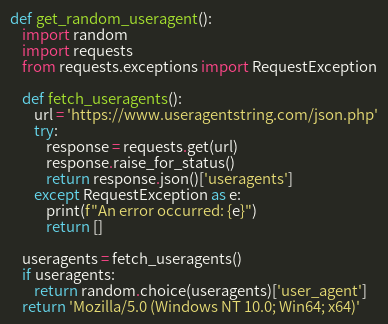 def get_random_useragent():
    import random
    import requests
    from requests.exceptions import RequestException

    def fetch_useragents():
        url = 'https://www.useragentstring.com/json.php'
        try:
            response = requests.get(url)
            response.raise_for_status()
            return response.json()['useragents']
        except RequestException as e:
            print(f"An error occurred: {e}")
            return []

    useragents = fetch_useragents()
    if useragents:
        return random.choice(useragents)['user_agent']
    return 'Mozilla/5.0 (Windows NT 10.0; Win64; x64)'